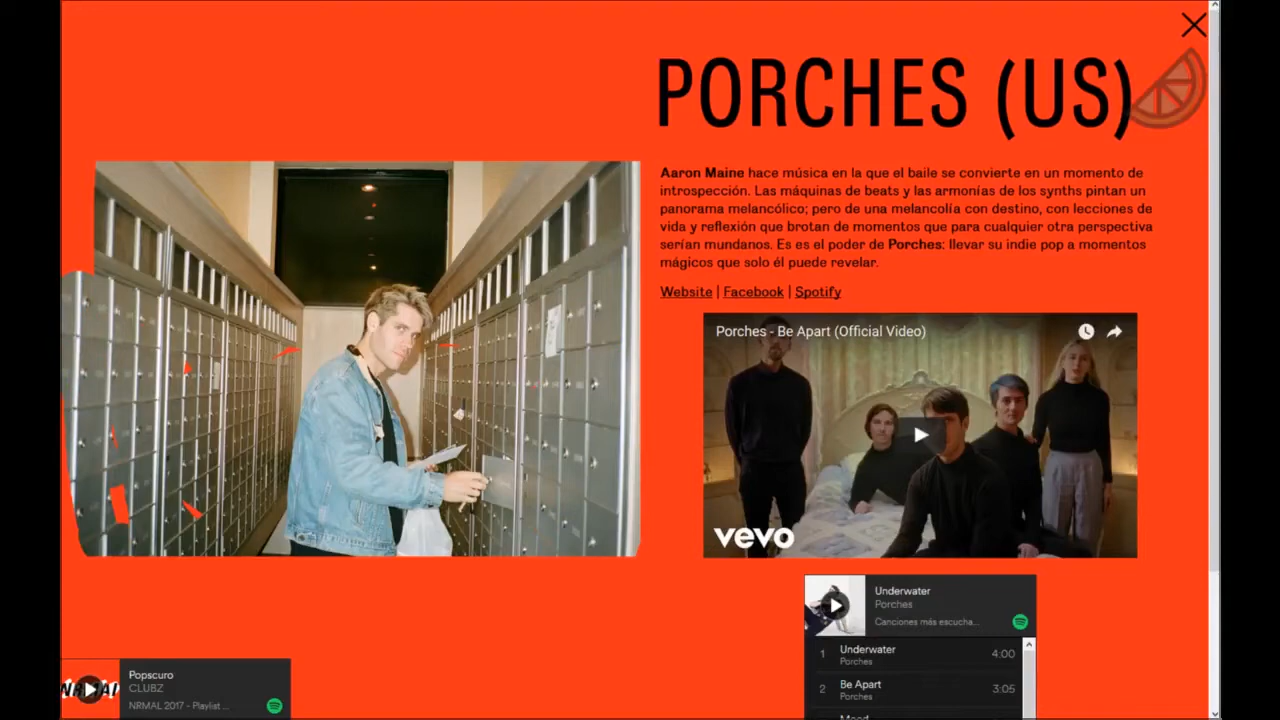 PORCHES (US)
Aaron Maine hace música en la que el baile se convierte en un momento de
introspección. Las máquinas de beats y las armonías de los synths pintan un
panorama melancólico; pero de una melancolía con destino, con lecciones de
vida y reflexión que brotan de momentos que para cualquier otra perspectiva
serían mundanos. Es es el poder de Porches: llevar su indie pop a momentos
mágicos que solo él puede revelar.
Website | Facebook | Spotify
Porches - Be Apart (Official Video)
vevo
Underwater
Porches
Canciones más escucha...
1 Underwater 4:00
Porches
2 Be Apart 3:05
Porches
Mood
NRMAL
Popscuro
CLUBZ
NRMAL 2017 - Playlist ...